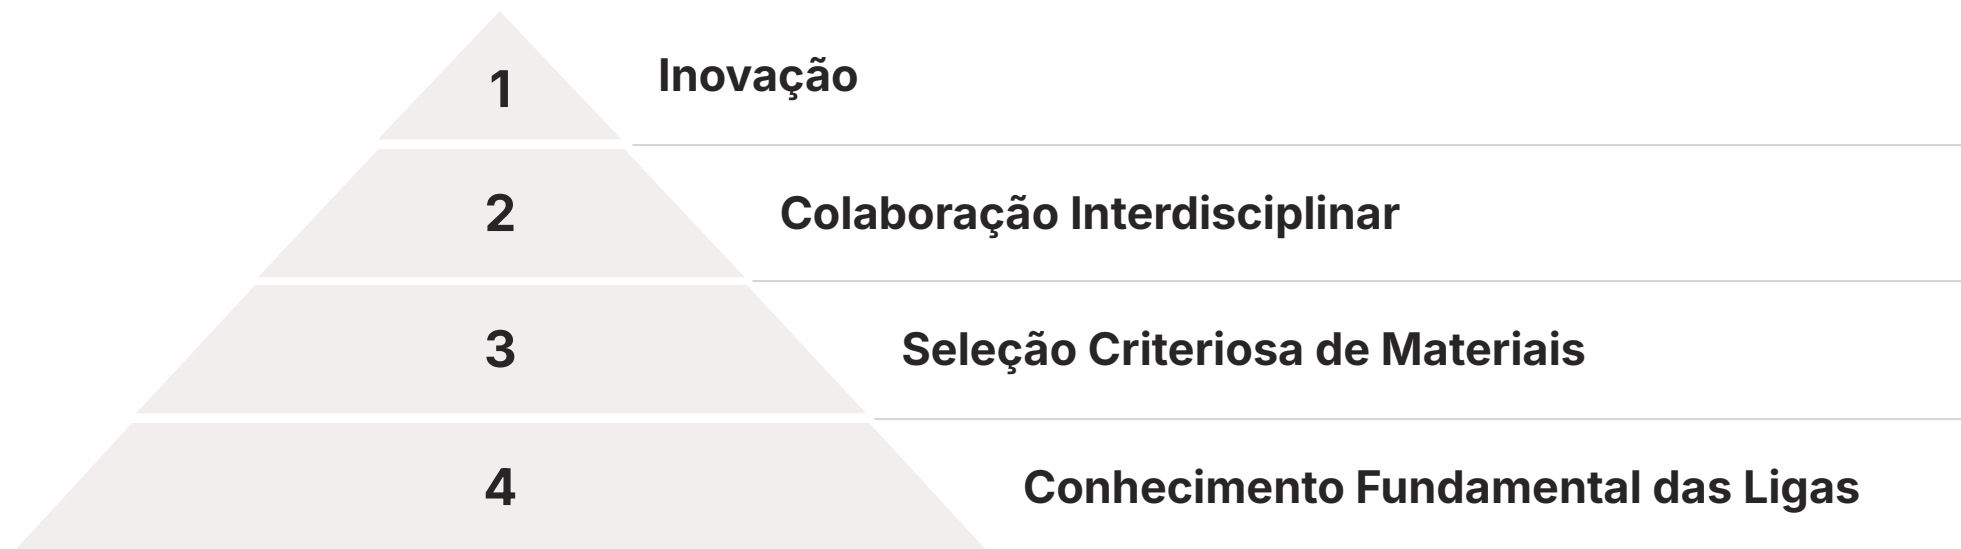 1
Inovação
2
Colaboração Interdisciplinar
3
Seleção Criteriosa de Materiais
4
Conhecimento Fundamental das Ligas